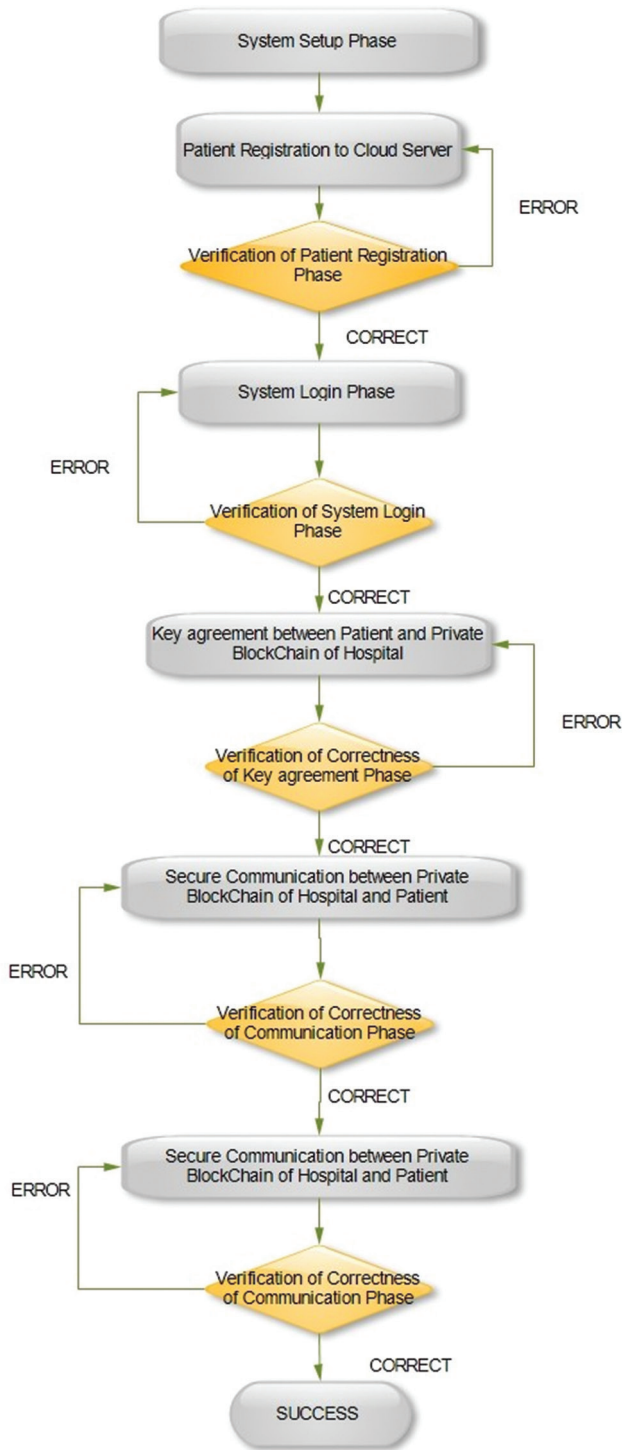 System Setup Phase
Patient Registration to Cloud Server
ERROR
Verification of Patient Registration
Phase
CORRECT
System Login Phase
ERROR
Verification of System Login
Phase
CORRECT
Key agreement between Patient and Private
BlockChain of Hospital
ERROR
Verification of Correctness
of Key agreement Phase
CORRECT
Secure Communication between Private
BlockChain of Hospital and Patient
ERROR
Verification of Correctness
of Communication Phase
CORRECT
Secure Communication between Private
BlockChain of Hospital and Patient
ERROR
Verification of Correctness
of Communication Phase
CORRECT
SUCCESS